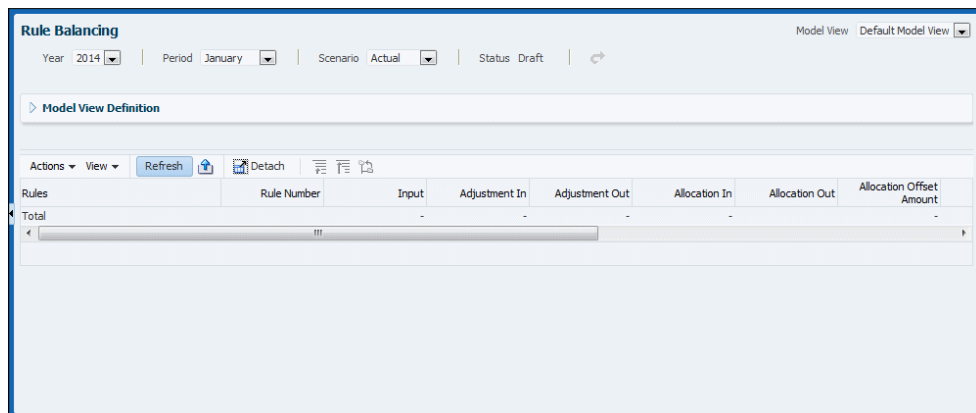 Rule Balancing
Model View Default Model View
Year 2014 Period January Scenario Actual Status Draft
Model View Definition
Actions View Refresh Detach
Rules Rule Number Input Adjustment In Adjustment Out Allocation In Allocation Out Allocation Offset
Amount
Total - - - - -